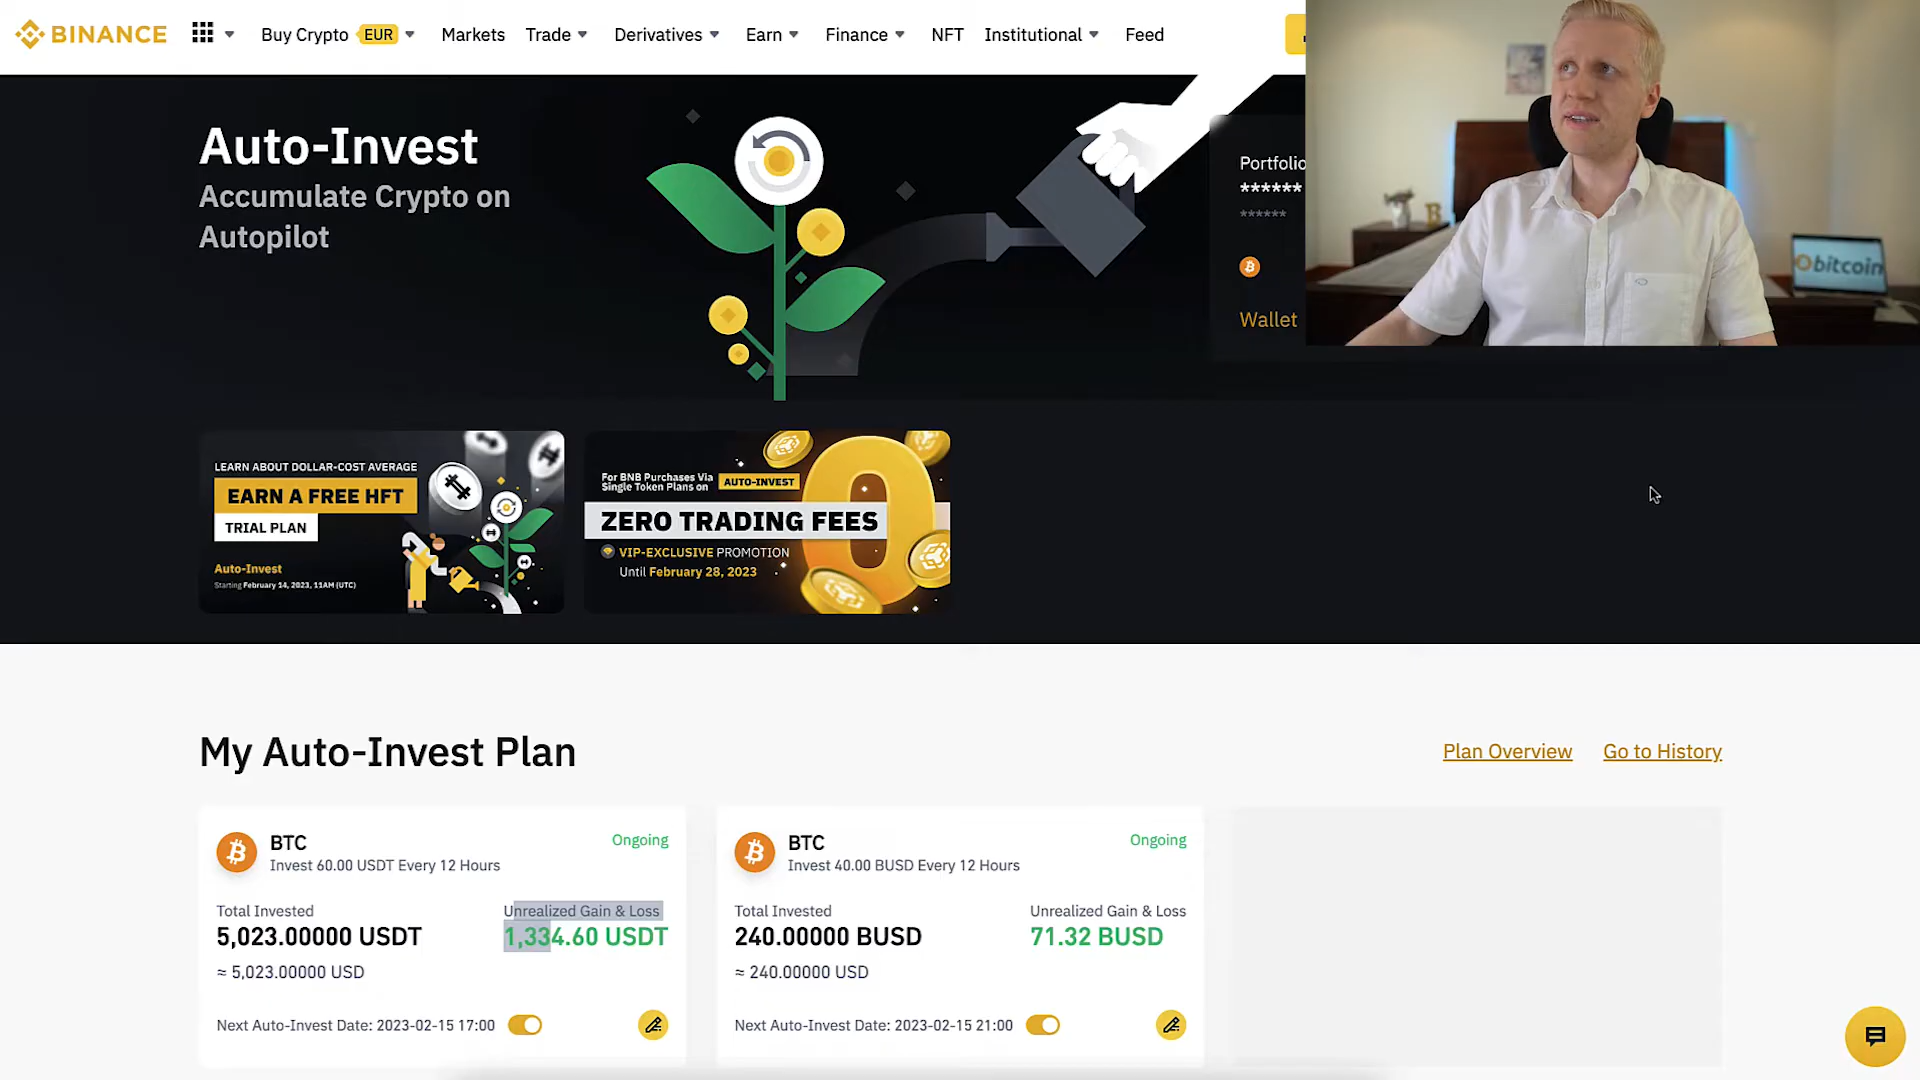 BINANCE
Buy Crypto EUR
Markets
Trade
Derivatives
Earn
Finance
NFT
Institutional
Feed
Auto-Invest
Accumulate Crypto on
Autopilot
Portfolio
******
******
Wallet
bitcoin
LEARN ABOUT DOLLAR-COST AVERAGE
EARN A FREE HFT
TRIAL PLAN
Auto-Invest
Starting February 14, 2023, 11AM (UTC)
For BNB Purchases Via
Single Token Plans on AUTO-INVEST
ZERO TRADING FEES
VIP-EXCLUSIVE PROMOTION
Until February 28, 2023
My Auto-Invest Plan
Plan Overview
Go to History
BTC
Ongoing
Invest 60.00 USDT Every 12 Hours
Total Invested
Unrealized Gain & Loss
5,023.00000 USDT
1,334.60 USDT
≈ 5,023.00000 USD
Next Auto-Invest Date: 2023-02-15 17:00
BTC
Ongoing
Invest 40.00 BUSD Every 12 Hours
Total Invested
Unrealized Gain & Loss
240.00000 BUSD
71.32 BUSD
≈ 240.00000 USD
Next Auto-Invest Date: 2023-02-15 21:00